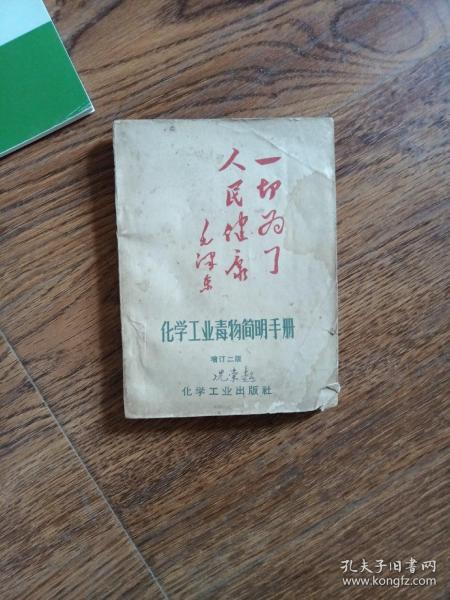 一切为了
人民健康
毛泽东
化学工业毒物简明手册
增订二版
化学工业出版社
孔夫子旧书网
www.kongfz.com